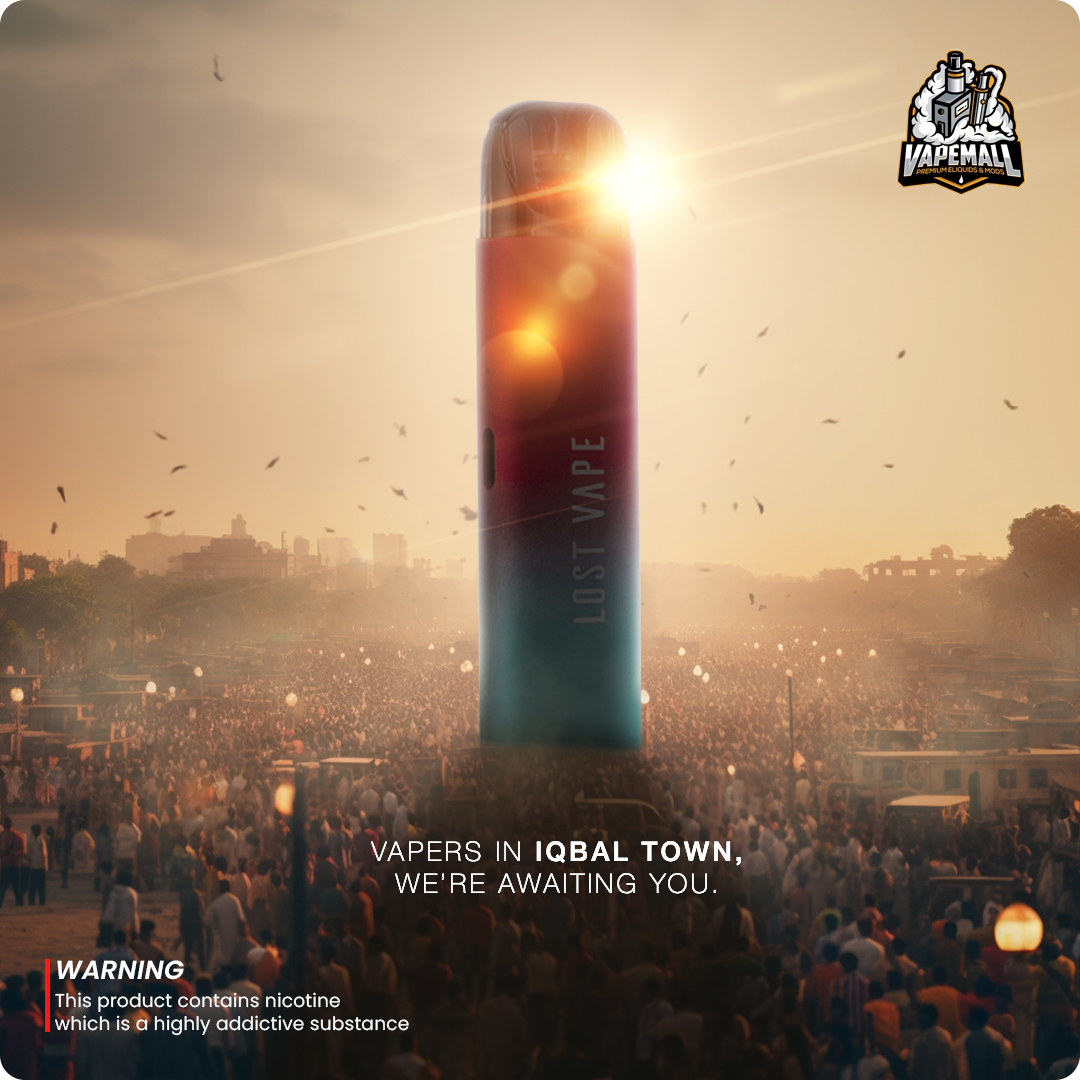 VAPEMALL
PREMIUM ELIQUIDS & MODS
LOST VAPE
VAPERS IN IQBAL TOWN,
WE'RE AWAITING YOU.
WARNING
This product contains nicotine
which is a highly addictive substance